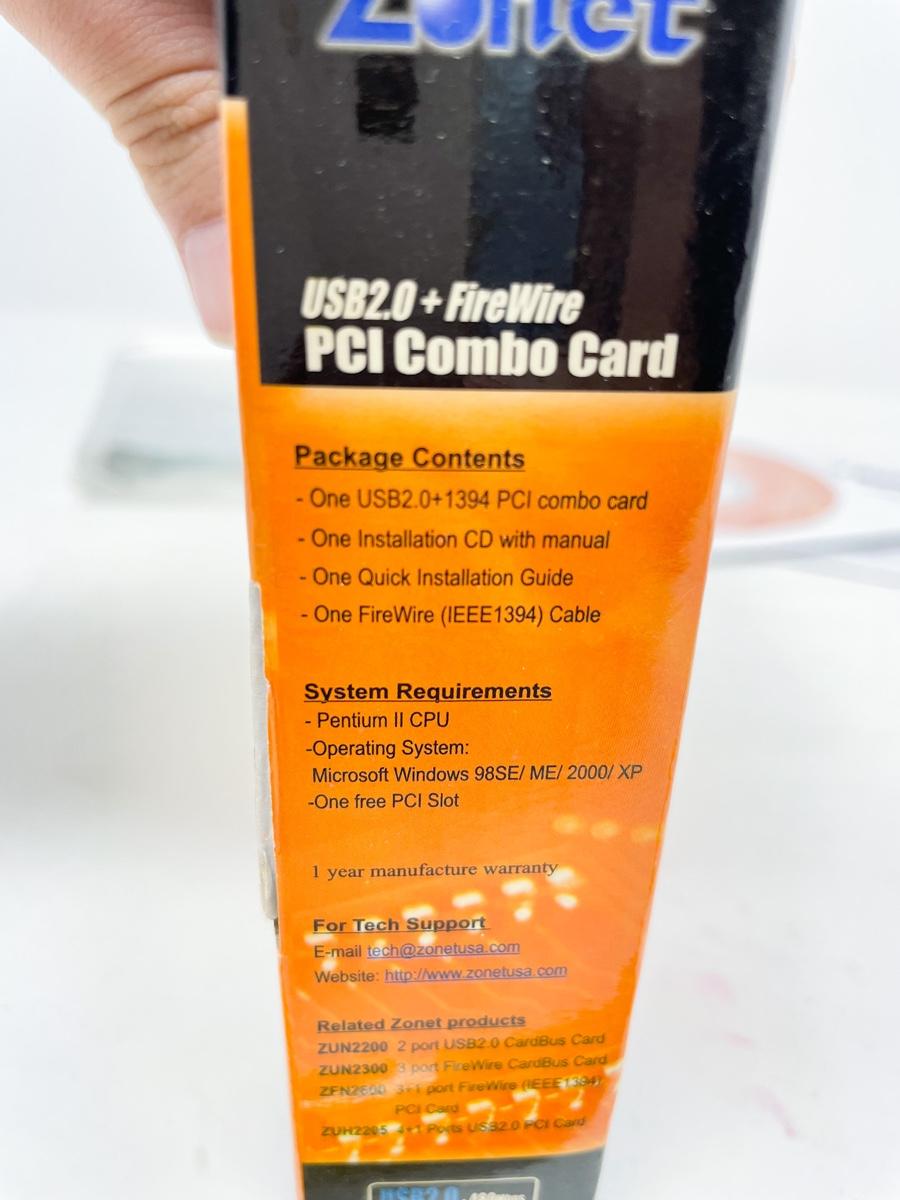 Zonet
USB2.0 + FireWire
PCI Combo Card
Package Contents
- One USB2.0+1394 PCI combo card
- One Installation CD with manual
- One Quick Installation Guide
- One FireWire (IEEE1394) Cable
System Requirements
- Pentium II CPU
-Operating System:
Microsoft Windows 98SE/ ME/ 2000/ XP
-One free PCI Slot
1 year manufacture warranty
For Tech Support
E-mail tech@zonetusa.com
Website: http://www.zonetusa.com
Related Zonet products
ZUN2200 2 port USB2.0 CardBus Card
ZUN2300 3 port FireWire CardBus Card
3+1 port FireWire (IEEE1394)
PCI Card
ZUH2205 4+1 Ports USB2.0 PCI Card
USB2.0